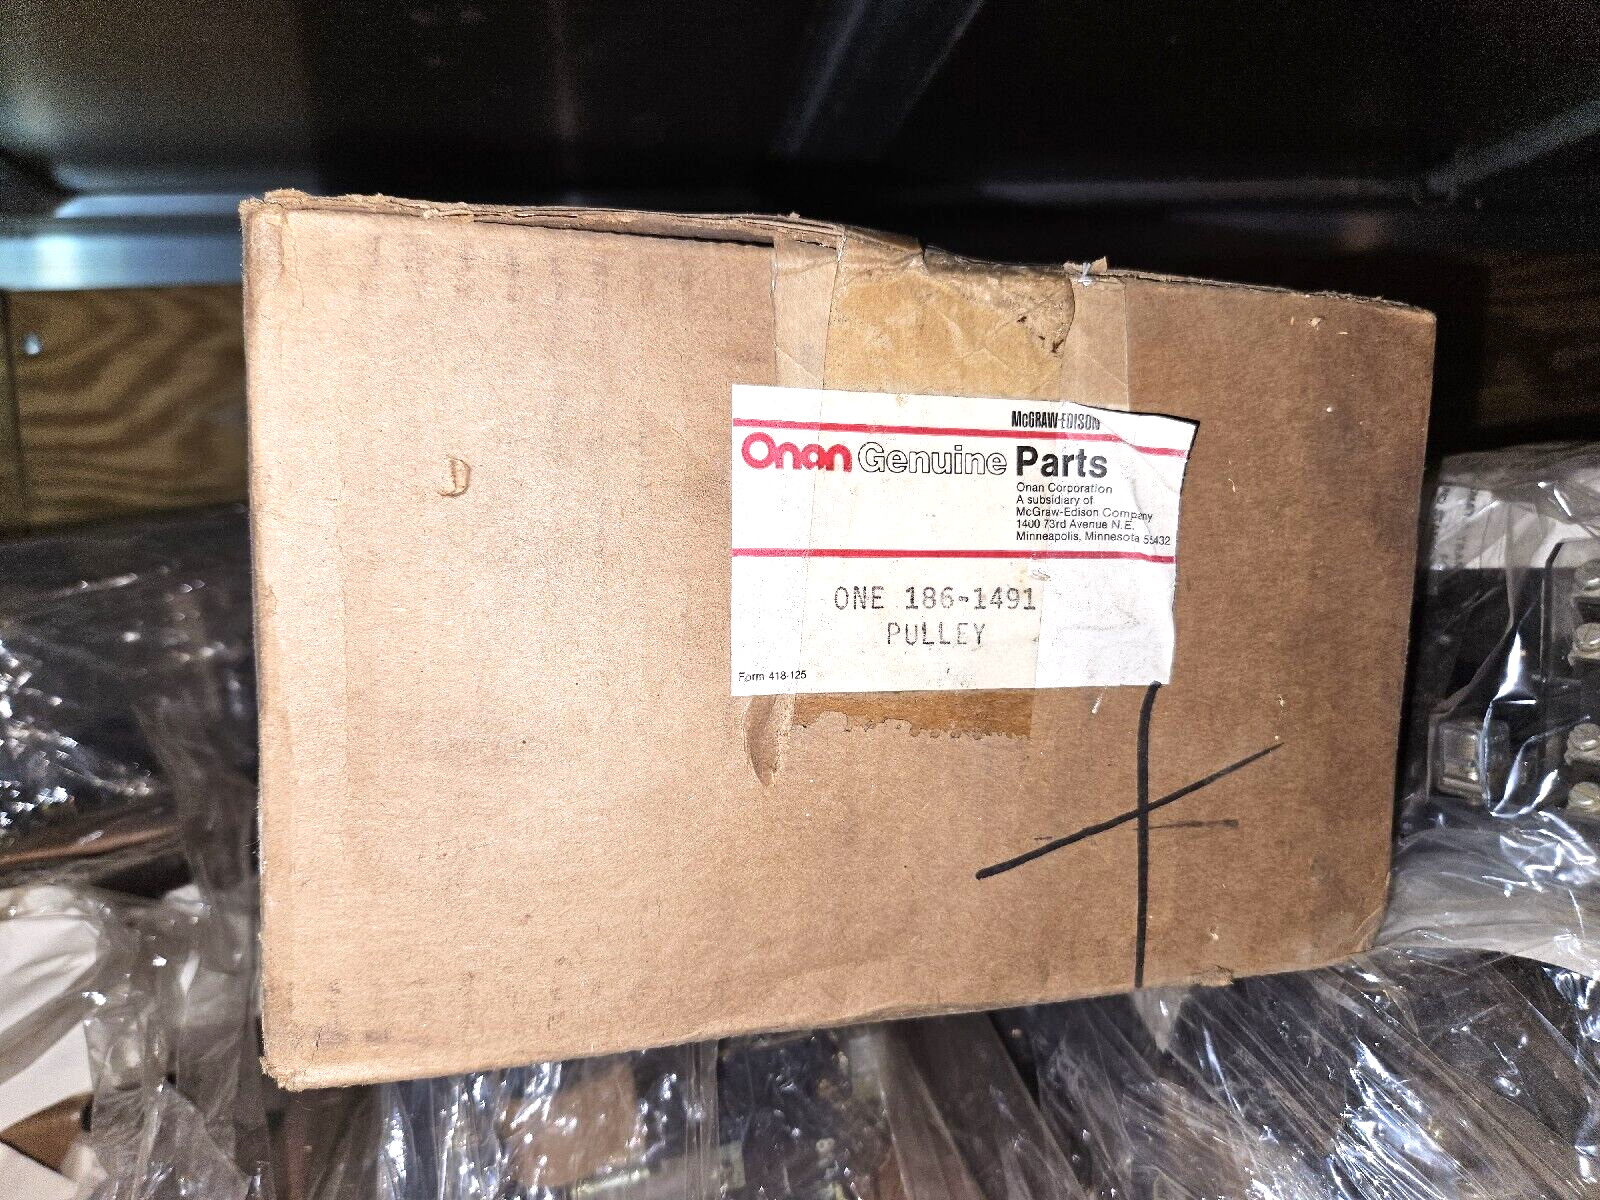 McGRAW-EDISON
Onan Genuine Parts
Onan Corporation
A subsidiary of
McGraw-Edison Company
1400 73rd Avenue N.E.
Minneapolis, Minnesota 55432
ONE 186-1491
PULLEY
Form 418-125